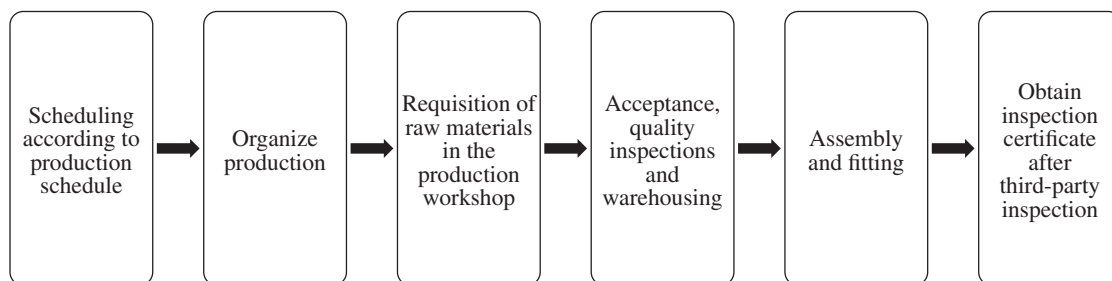 Scheduling
according to
production
schedule
Organize
production
Requisition of
raw materials
in the
production
workshop
Acceptance,
quality
inspections
and
warehousing
Assembly
and fitting
Obtain
inspection
certificate
after
third-party
inspection